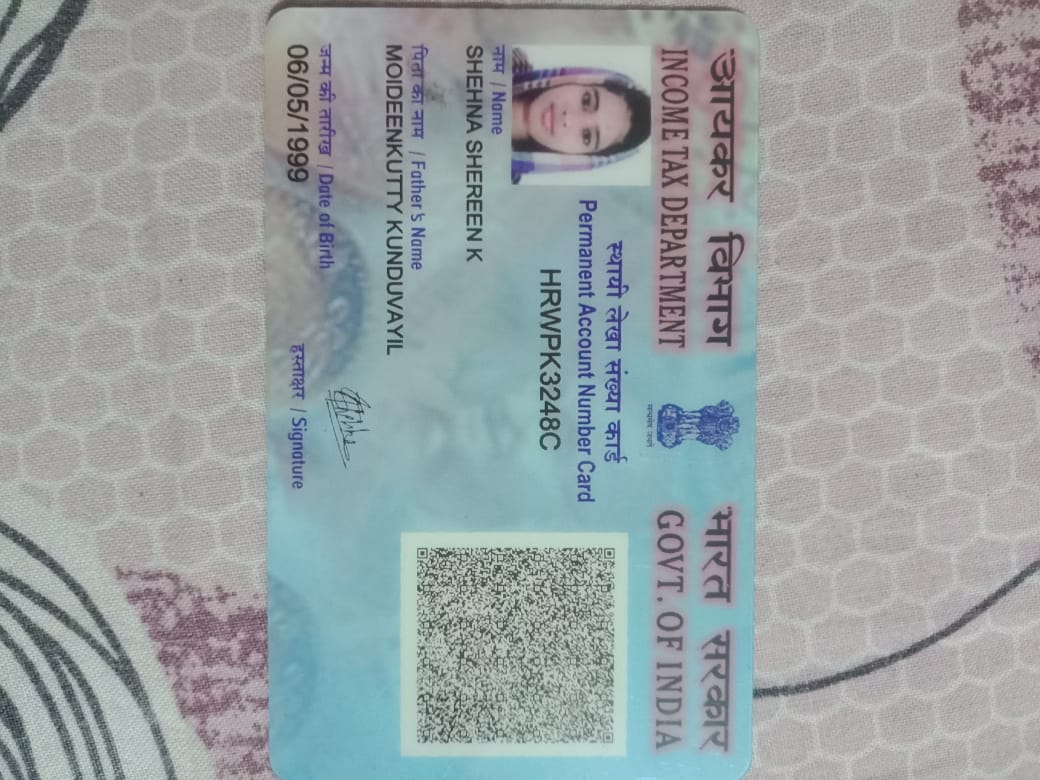 आयकर विभाग
INCOME TAX DEPARTMENT
सत्यमेव जयते
भारत सरकार
GOVT. OF INDIA
स्थायी लेखा संख्या कार्ड
Permanent Account Number Card
HRWPK3248C
नाम / Name
SHEHNA SHEREEN K
पिता का नाम / Father's Name
MOIDEENKUTTY KUNDUVAYIL
जन्म की तारीख / Date of Birth
06/05/1999
हस्ताक्षर / Signature